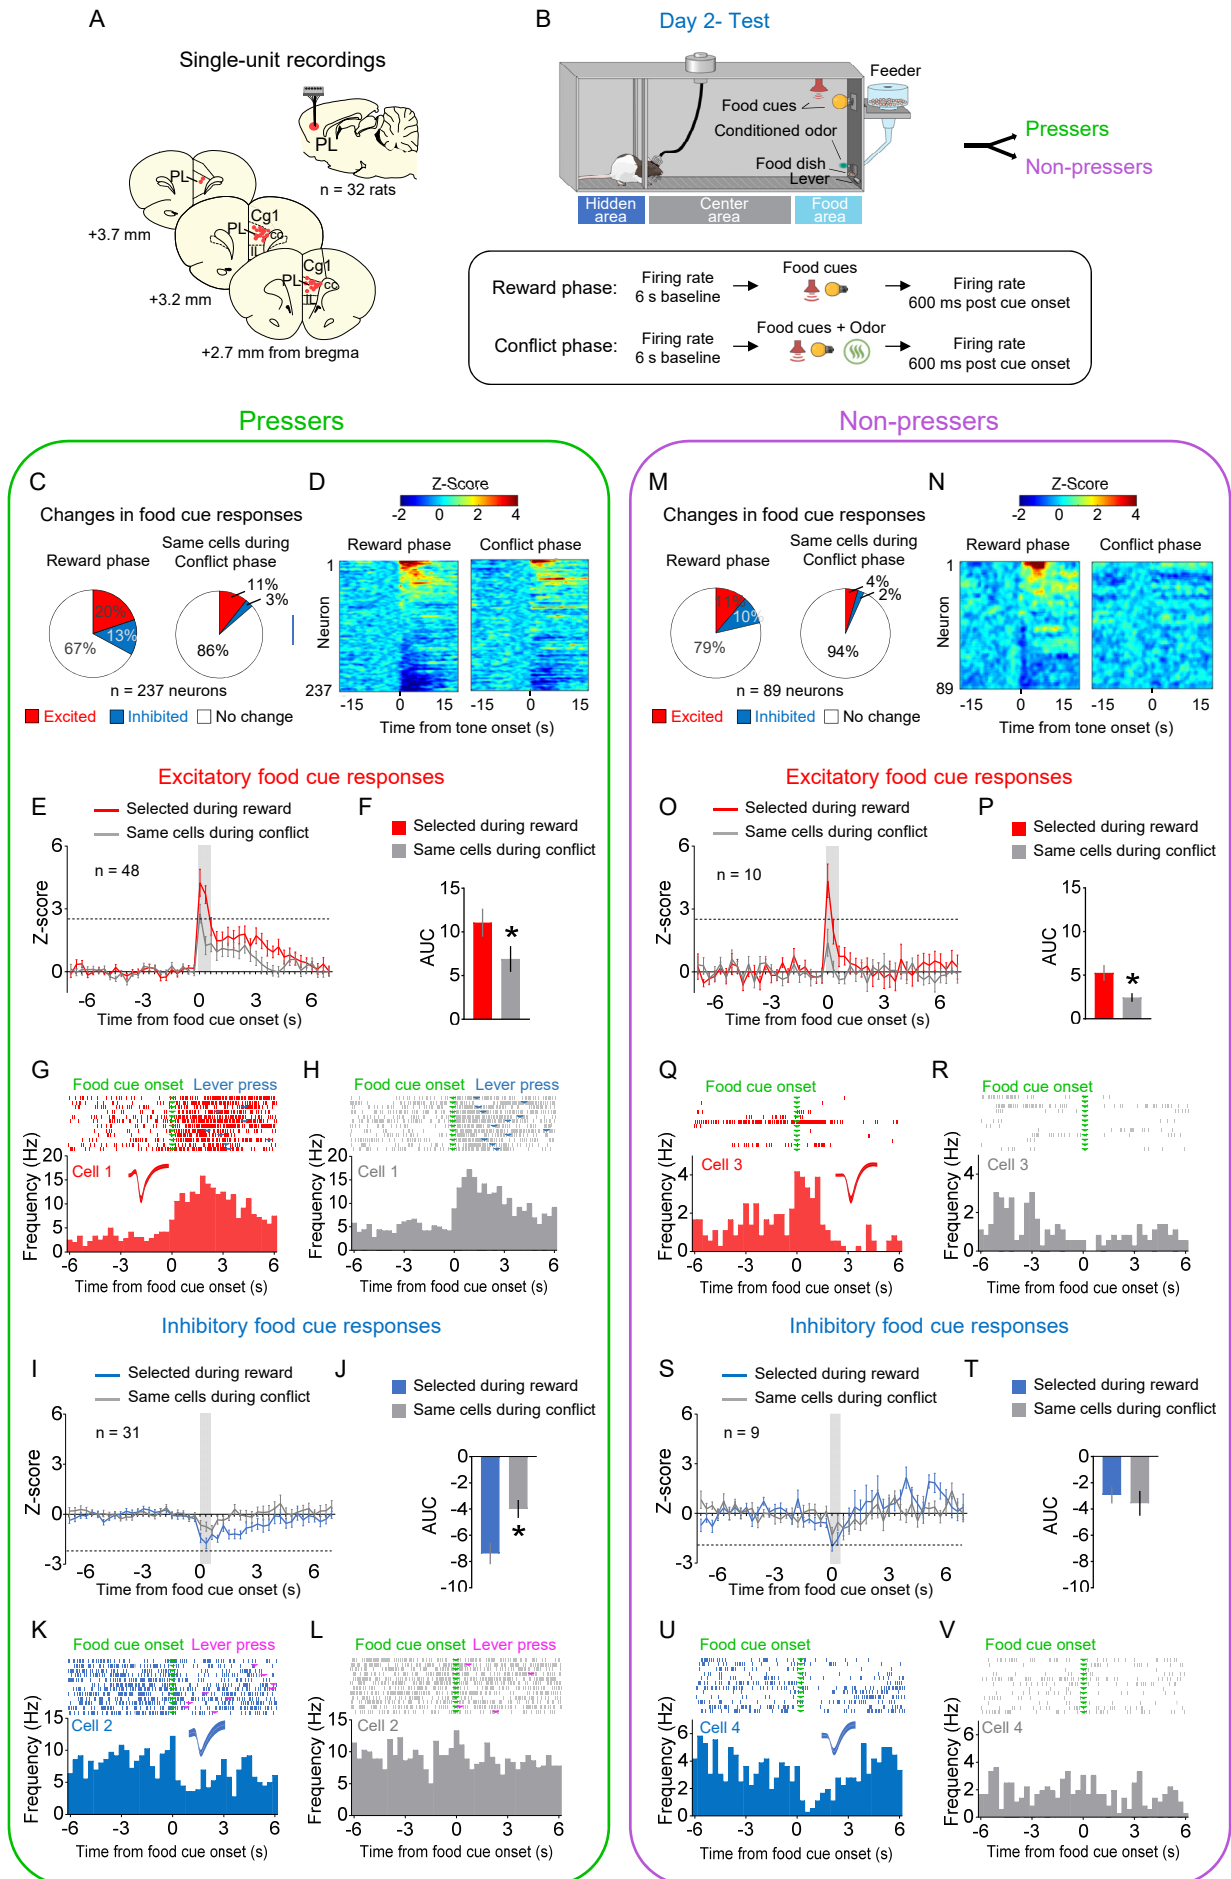 A
Single-unit recordings
PL
n = 32 rats
PL
+3.7 mm
Cg1
PL
cc
IL
+3.2 mm
Cg1
PL
cc
IL
+2.7 mm from bregma
B
Day 2- Test
Feeder
Food cues
Conditioned odor
Food dish
Lever
Hidden area
Center area
Food area
Pressers
Non-pressers
Reward phase:
Firing rate
6 s baseline
Food cues
Firing rate
600 ms post cue onset
Conflict phase:
Firing rate
6 s baseline
Food cues + Odor
Firing rate
600 ms post cue onset
Pressers
C
Changes in food cue responses
Reward phase
Same cells during
Conflict phase
20%
13%
67%
11%
3%
86%
n = 237 neurons
Excited
Inhibited
No change
D
Z-Score
-2 0 2 4
Reward phase
Conflict phase
1
Neuron
237
-15 0 15
-15 0 15
Time from tone onset (s)
Excitatory food cue responses
E
Selected during reward
Same cells during conflict
6
n = 48
3
Z-score
0
-6 -3 0 3 6
Time from food cue onset (s)
F
Selected during reward
Same cells during conflict
15
10
AUC
5
0
*
G
Food cue onset Lever press
Frequency (Hz)
20
15
10
5
0
Cell 1
-6 -3 0 3 6
Time from food cue onset (s)
H
Food cue onset Lever press
Frequency (Hz)
20
15
10
5
0
Cell 1
-6 -3 0 3 6
Time from food cue onset (s)
Inhibitory food cue responses
I
Selected during reward
Same cells during conflict
6
n = 31
3
Z-score
0
-3
-6 -3 0 3 6
Time from food cue onset (s)
J
Selected during reward
Same cells during conflict
0
-2
-4
AUC
-6
-8
-10
*
K
Food cue onset Lever press
Frequency (Hz)
15
10
5
0
Cell 2
-6 -3 0 3 6
Time from food cue onset (s)
L
Food cue onset Lever press
Frequency (Hz)
15
10
5
0
Cell 2
-6 -3 0 3 6
Time from food cue onset (s)
Non-pressers
M
Changes in food cue responses
Reward phase
Same cells during
Conflict phase
11%
10%
79%
4%
2%
94%
n = 89 neurons
Excited
Inhibited
No change
N
Z-Score
-2 0 2 4
Reward phase
Conflict phase
1
Neuron
89
-15 0 15
-15 0 15
Time from tone onset (s)
Excitatory food cue responses
O
Selected during reward
Same cells during conflict
6
n = 10
3
Z-score
0
-6 -3 0 3 6
Time from food cue onset (s)
P
Selected during reward
Same cells during conflict
15
10
AUC
5
0
*
Q
Food cue onset
Frequency (Hz)
4
2
0
Cell 3
-6 -3 0 3 6
Time from food cue onset (s)
R
Food cue onset
Frequency (Hz)
4
2
0
Cell 3
-6 -3 0 3 6
Time from food cue onset (s)
Inhibitory food cue responses
S
Selected during reward
Same cells during conflict
6
n = 9
3
Z-score
0
-3
-6 -3 0 3 6
Time from food cue onset (s)
T
Selected during reward
Same cells during conflict
0
-2
-4
AUC
-6
-8
-10
U
Food cue onset
Frequency (Hz)
6
4
2
0
Cell 4
-6 -3 0 3 6
Time from food cue onset (s)
V
Food cue onset
Frequency (Hz)
6
4
2
0
Cell 4
-6 -3 0 3 6
Time from food cue onset (s)